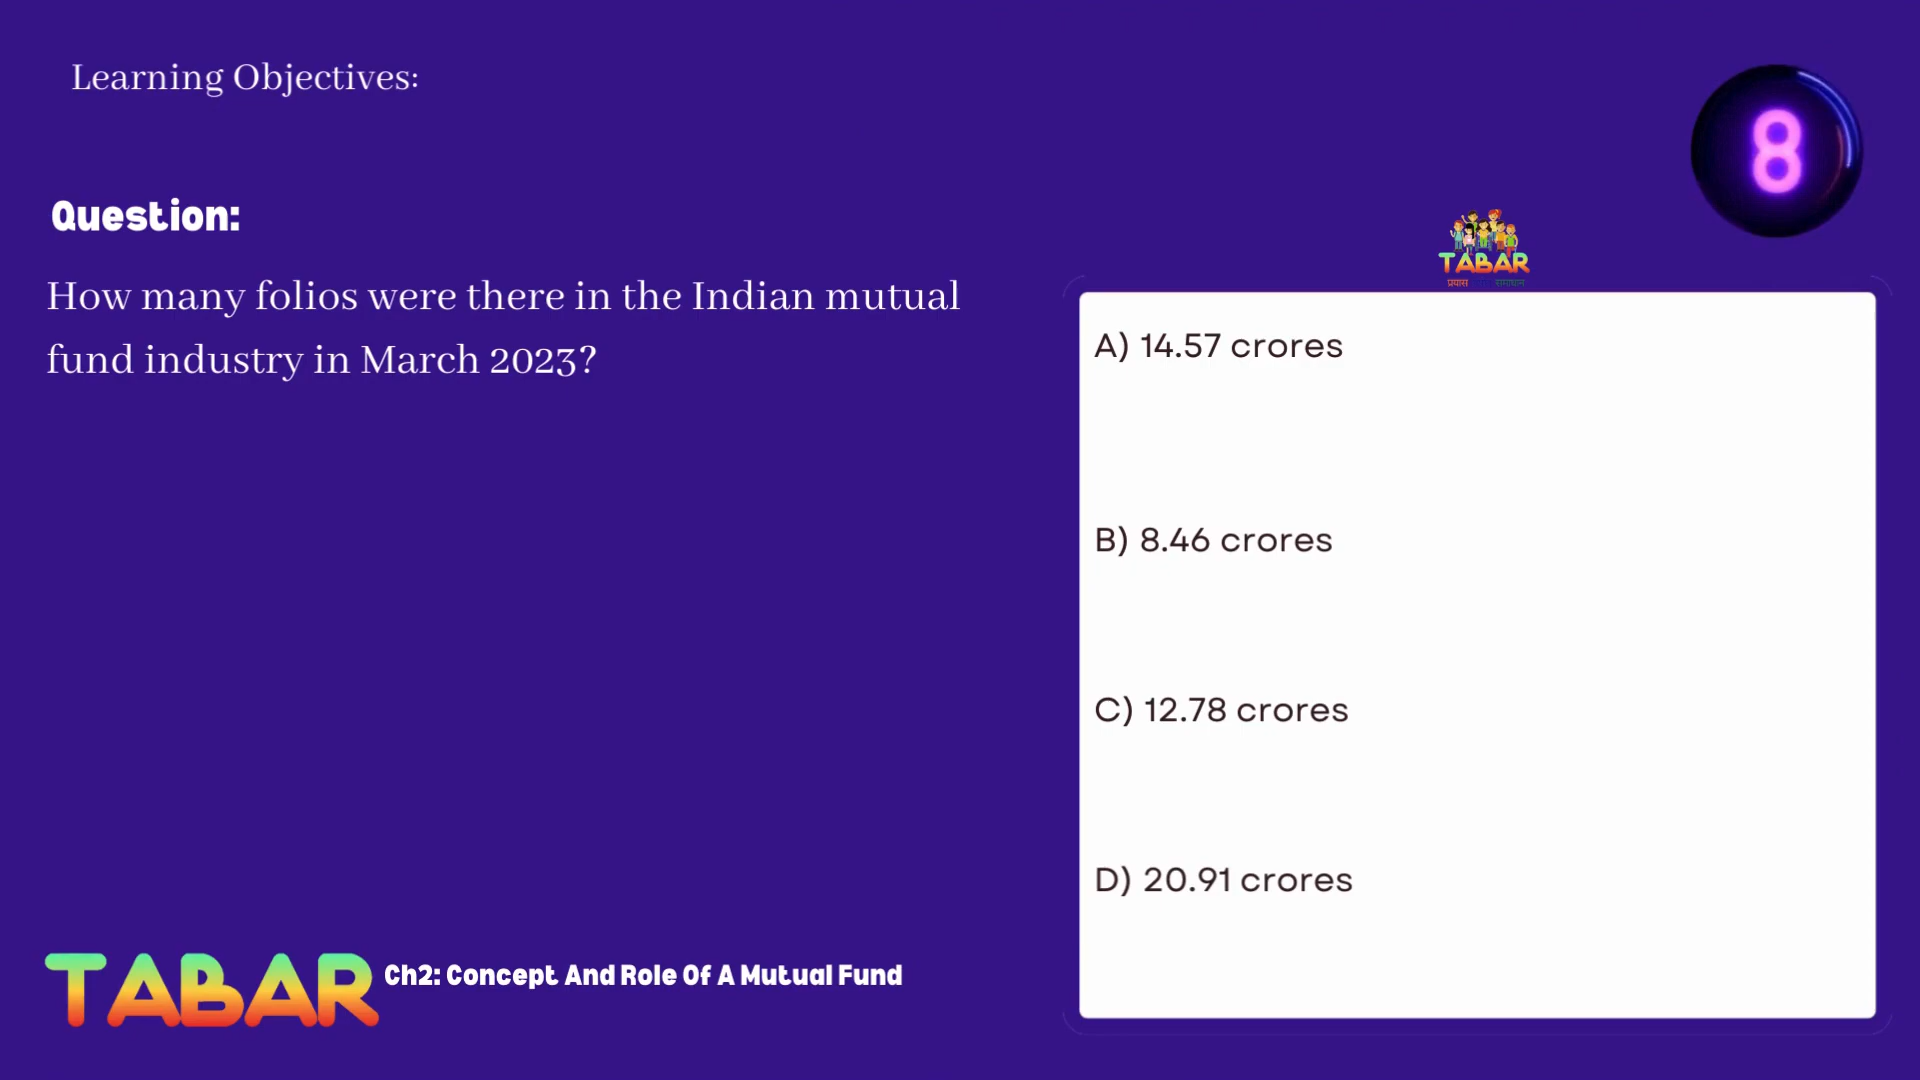 Learning Objectives:
8
Question:
How many folios were there in the Indian mutual
fund industry in March 2023?
TABAR
प्रयास
समाधान
A) 14.57 crores
B) 8.46 crores
C) 12.78 crores
D) 20.91 crores
TABAR
Ch2: Concept And Role Of A Mutual Fund